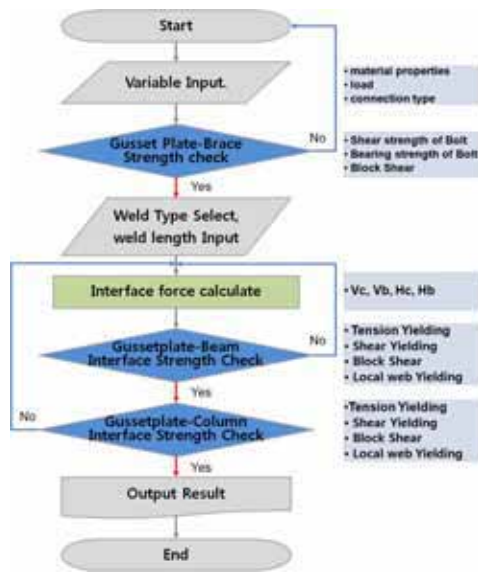 Start
Variable Input.
• material properties
• load
• connection type
Gusset Plate-Brace
Strength check
No
• Shear strength of Bolt
• Bearing strength of Bolt
• Block Shear
Yes
Weld Type Select,
weld length Input
Interface force calculate
• Vc, Vb, Hc, Hb
Gussetplate-Beam
Interface Strength Check
No
• Tension Yielding
• Shear Yielding
• Block Shear
• Local web Yielding
Yes
No
Gussetplate-Column
Interface Strength Check
•Tension Yielding
• Shear Yielding
• Block Shear
• Local web Yielding
Yes
Output Result
End